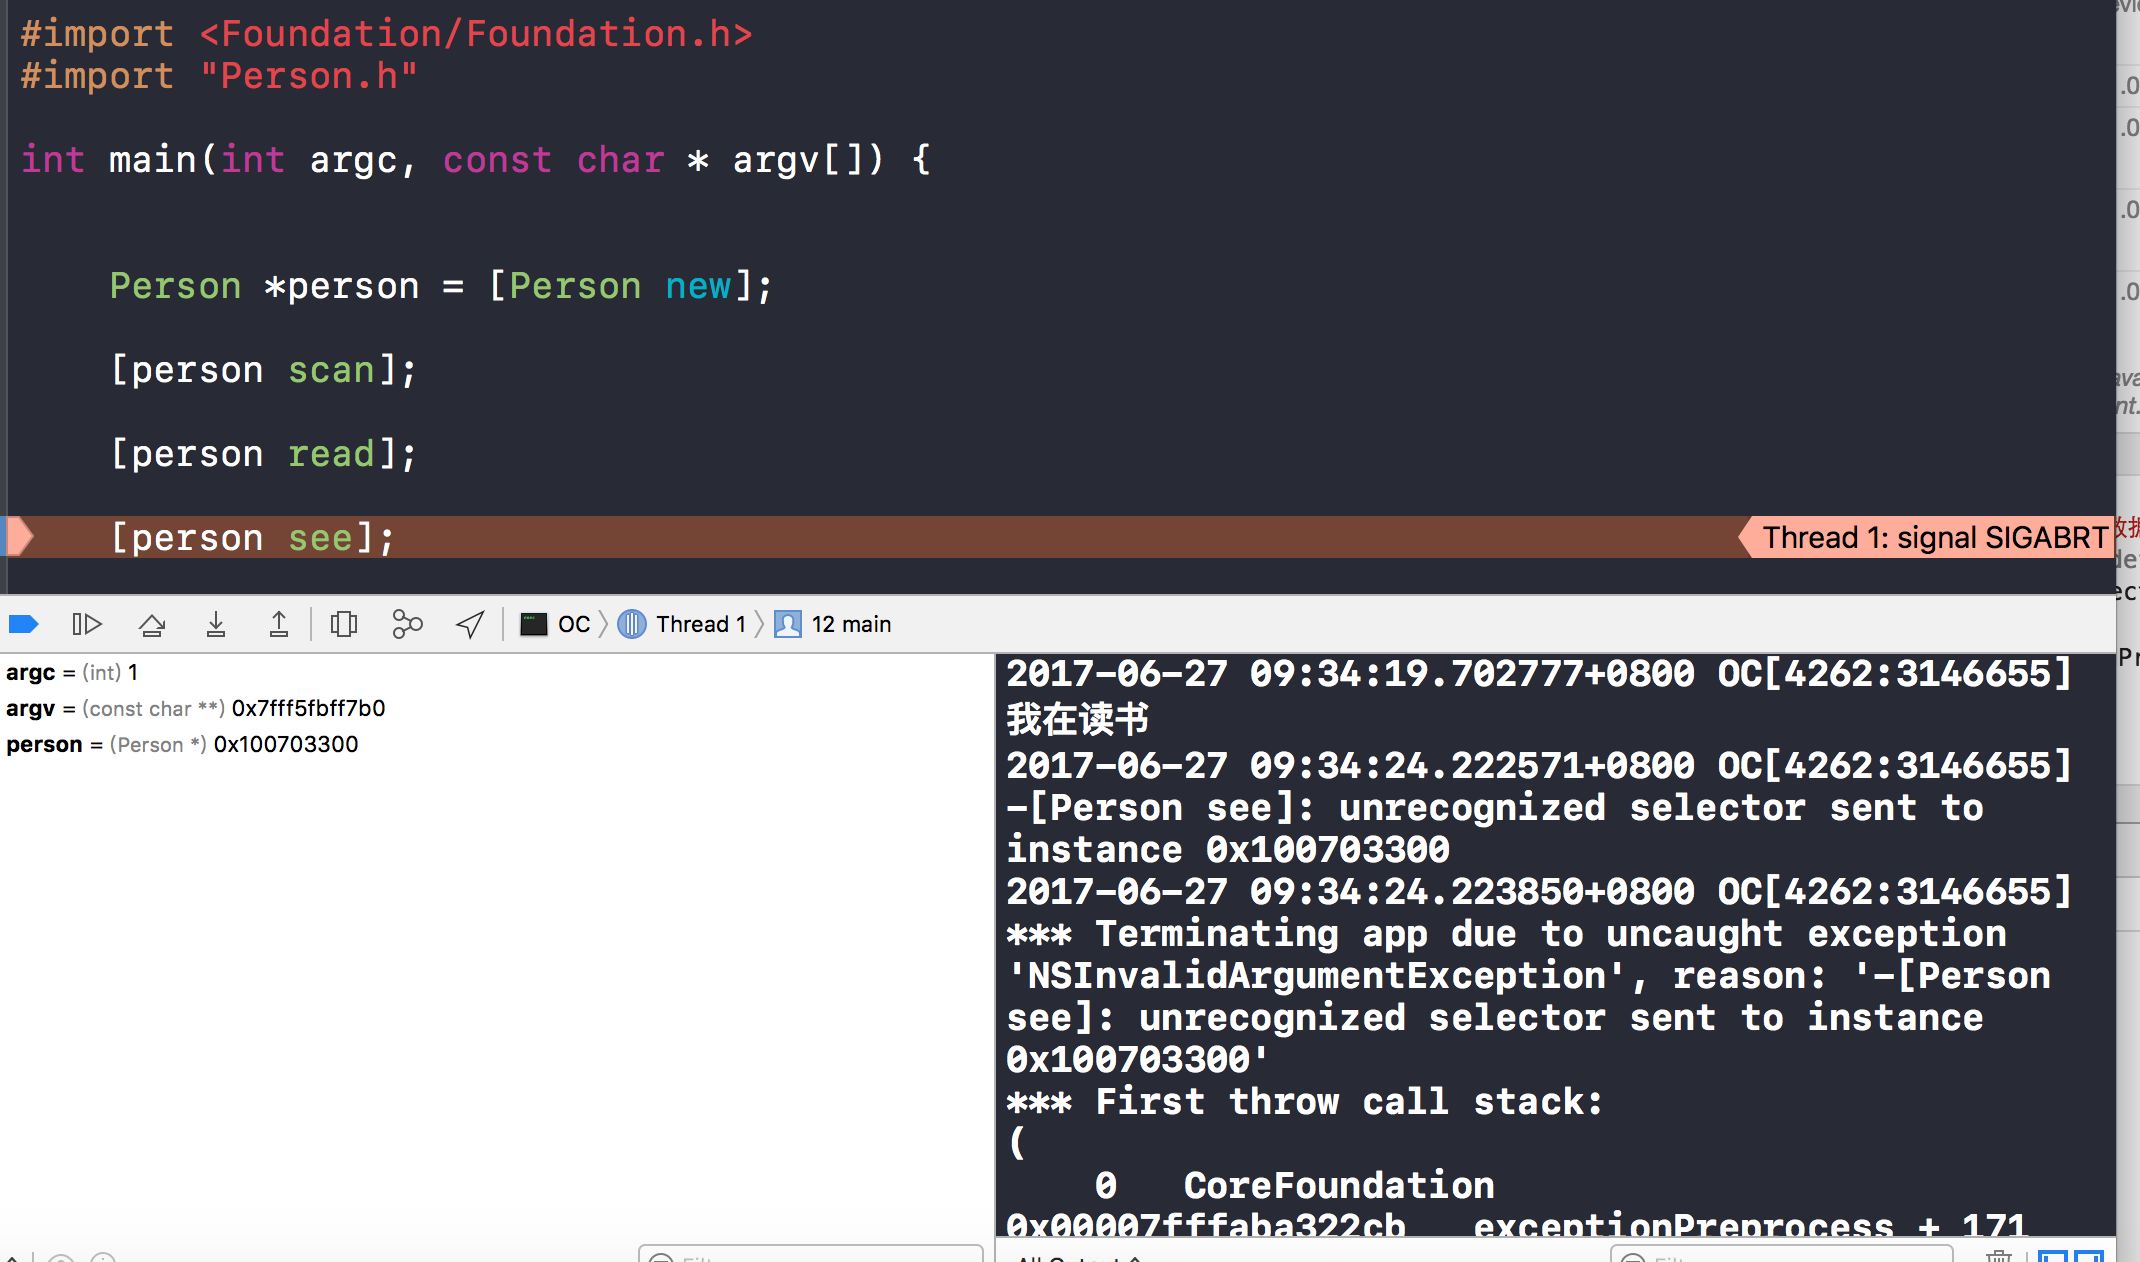 #import <Foundation/Foundation.h>
#import "Person.h"
int main(int argc, const char * argv[]) {
Person *person = [Person new];
[person scan];
[person read];
[person see];
Thread 1: signal SIGABRT
OC
Thread 1
12 main
argc = (int) 1
argv = (const char **) 0x7fff5fbff7b0
person = (Person *) 0x100703300
2017-06-27 09:34:19.702777+0800 OC[4262:3146655]
我在读书
2017-06-27 09:34:24.222571+0800 OC[4262:3146655]
-[Person see]: unrecognized selector sent to
instance 0x100703300
2017-06-27 09:34:24.223850+0800 OC[4262:3146655]
*** Terminating app due to uncaught exception
'NSInvalidArgumentException', reason: '-[Person
see]: unrecognized selector sent to instance
0x100703300'
*** First throw call stack:
(
0 CoreFoundation
0x00007fffaba322cb exceptionPreprocess + 171